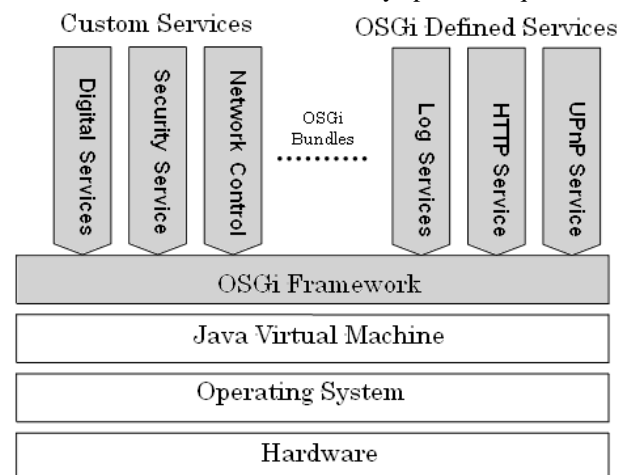 Custom Services
OSGi Defined Services
Digital Services
Security Service
Network Control
OSGi
Bundles
Log Services
HTTP Service
UPnP Service
OSGi Framework
Java Virtual Machine
Operating System
Hardware